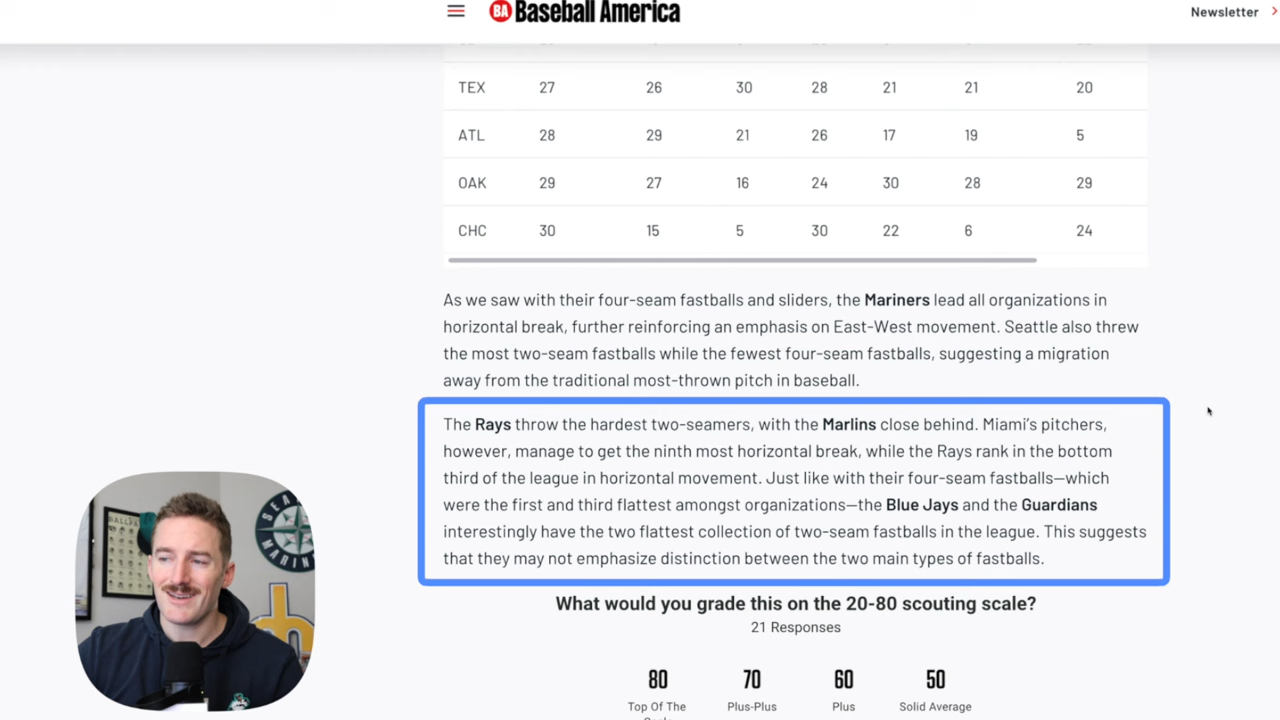 BA Baseball America
Newsletter
TEX 27 26 30 28 21 21 20
ATL 28 29 21 26 17 19 5
OAK 29 27 16 24 30 28 29
CHC 30 15 5 30 22 6 24
As we saw with their four-seam fastballs and sliders, the Mariners lead all organizations in
horizontal break, further reinforcing an emphasis on East-West movement. Seattle also threw
the most two-seam fastballs while the fewest four-seam fastballs, suggesting a migration
away from the traditional most-thrown pitch in baseball.
The Rays throw the hardest two-seamers, with the Marlins close behind. Miami’s pitchers,
however, manage to get the ninth most horizontal break, while the Rays rank in the bottom
third of the league in horizontal movement. Just like with their four-seam fastballs—which
were the first and third flattest amongst organizations—the Blue Jays and the Guardians
interestingly have the two flattest collection of two-seam fastballs in the league. This suggests
that they may not emphasize distinction between the two main types of fastballs.
What would you grade this on the 20-80 scouting scale?
21 Responses
80 70 60 50
Top Of The Plus-Plus Plus Solid Average